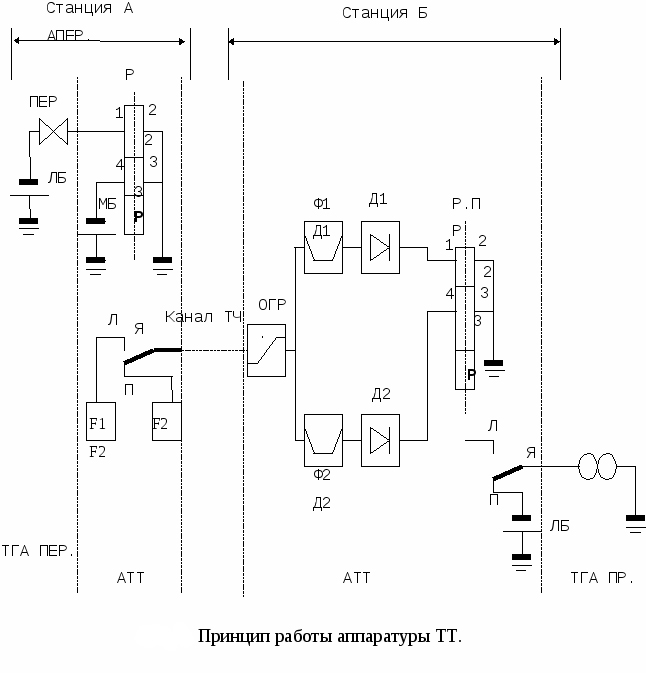 Станция А
Станция Б
АПЕР.
Р
ПЕР
1
2
2
4
3
ЛБ
3
МБ
Р
Ф1
Д1
Д1
Р.П
Р
1
2
2
4
3
3
Р
Л
Я
Канал ТЧ
ОГР
П
F1
F2
F2
Д2
Ф2
Д2
Л
Я
П
ЛБ
ТГА ПЕР.
АТТ
АТТ
ТГА ПР.
Принцип работы аппаратуры ТТ.